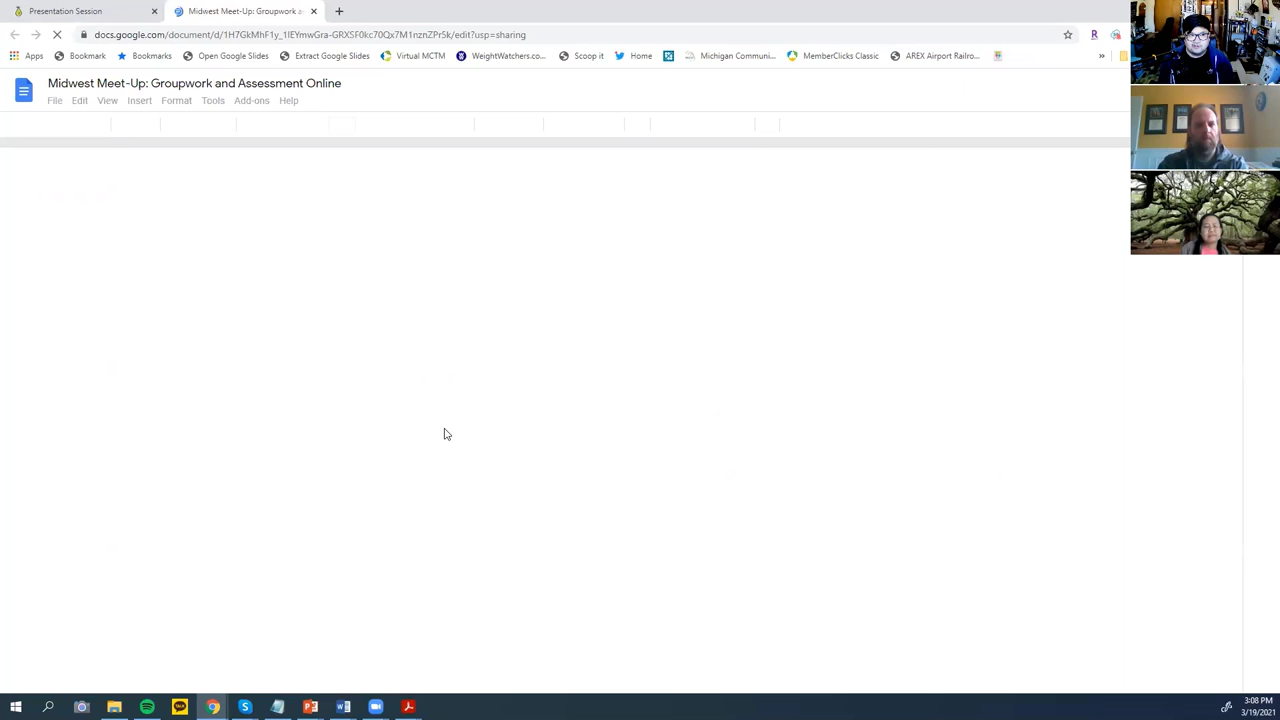 Presentation Session
Midwest Meet-Up: Groupwork and
docs.google.com/document/d/1H7GkMhF1y_1IEYmwGra-GRXSF0kc70Qx7M1nznZPr5k/edit?usp=sharing
Apps Bookmark Bookmarks Open Google Slides Extract Google Slides Virtual MCTM WeightWatchers.co... Scoop it Home Michigan Communi... MemberClicks Classic AREX Airport Railro... »
Midwest Meet-Up: Groupwork and Assessment Online
File Edit View Insert Format Tools Add-ons Help
3:08 PM
3/19/2021